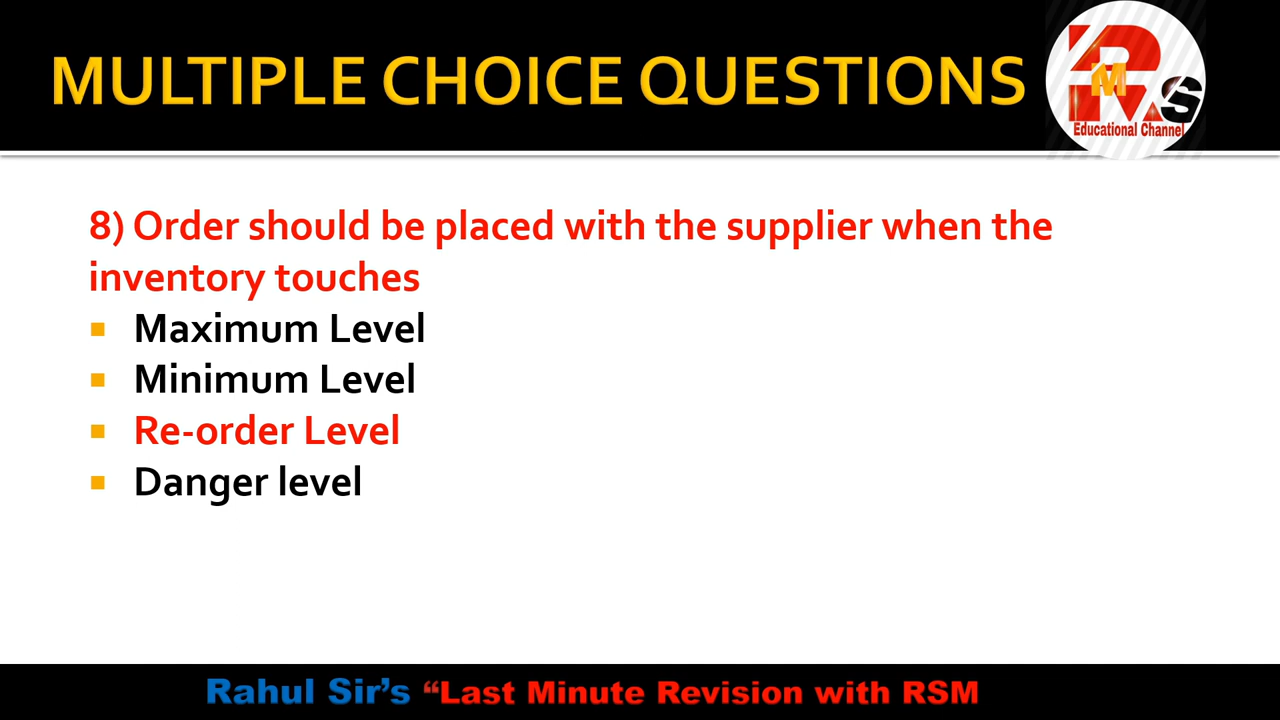 MULTIPLE CHOICE QUESTIONS
RMS
Educational Channel
8) Order should be placed with the supplier when the
inventory touches
Maximum Level
Minimum Level
Re-order Level
Danger level
Rahul Sir's “Last Minute Revision with RSM